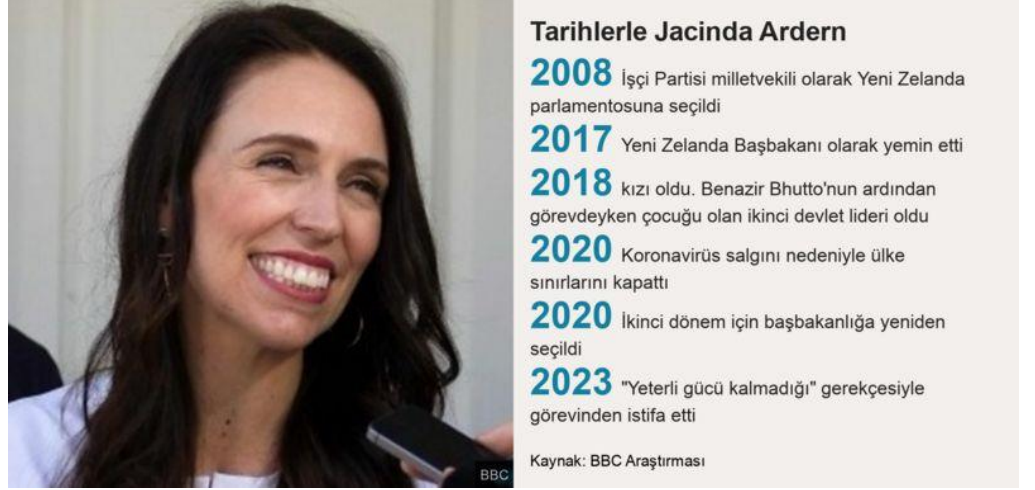 Tarihlerle Jacinda Ardern
2008 İşçi Partisi milletvekili olarak Yeni Zelanda
parlamentosuna seçildi
2017 Yeni Zelanda Başbakanı olarak yemin etti
2018 kızı oldu. Benazir Bhutto'nun ardından
görevdeyken çocuğu olan ikinci devlet lideri oldu
2020 Koronavirüs salgını nedeniyle ülke
sınırlarını kapattı
2020 İkinci dönem için başbakanlığa yeniden
seçildi
2023 "Yeterli gücü kalmadığı" gerekçesiyle
görevinden istifa etti
Kaynak: BBC Araştırması
BBC